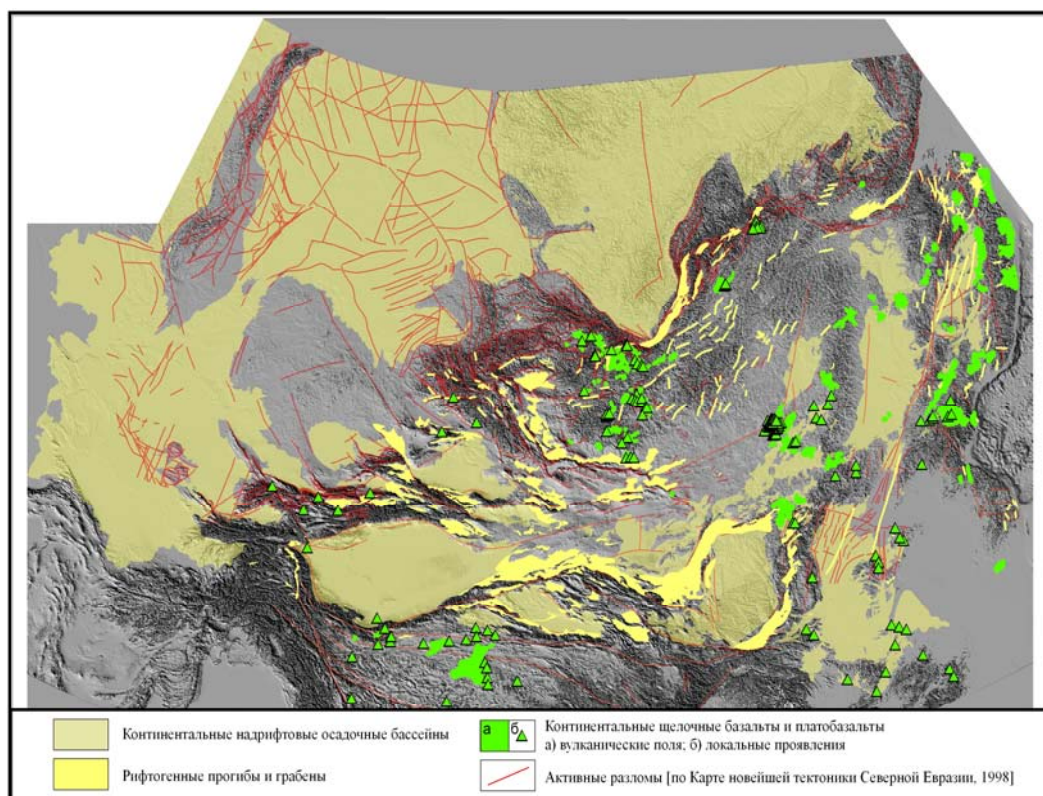 Континентальные надрифтовые осадочные бассейны
Рифтогенные прогибы и грабены
а
б
Континентальные щелочные базальты и платобазальты
а) вулканические поля; б) локальные проявления
Активные разломы [по Карте новейшей тектоники Северной Евразии, 1998]